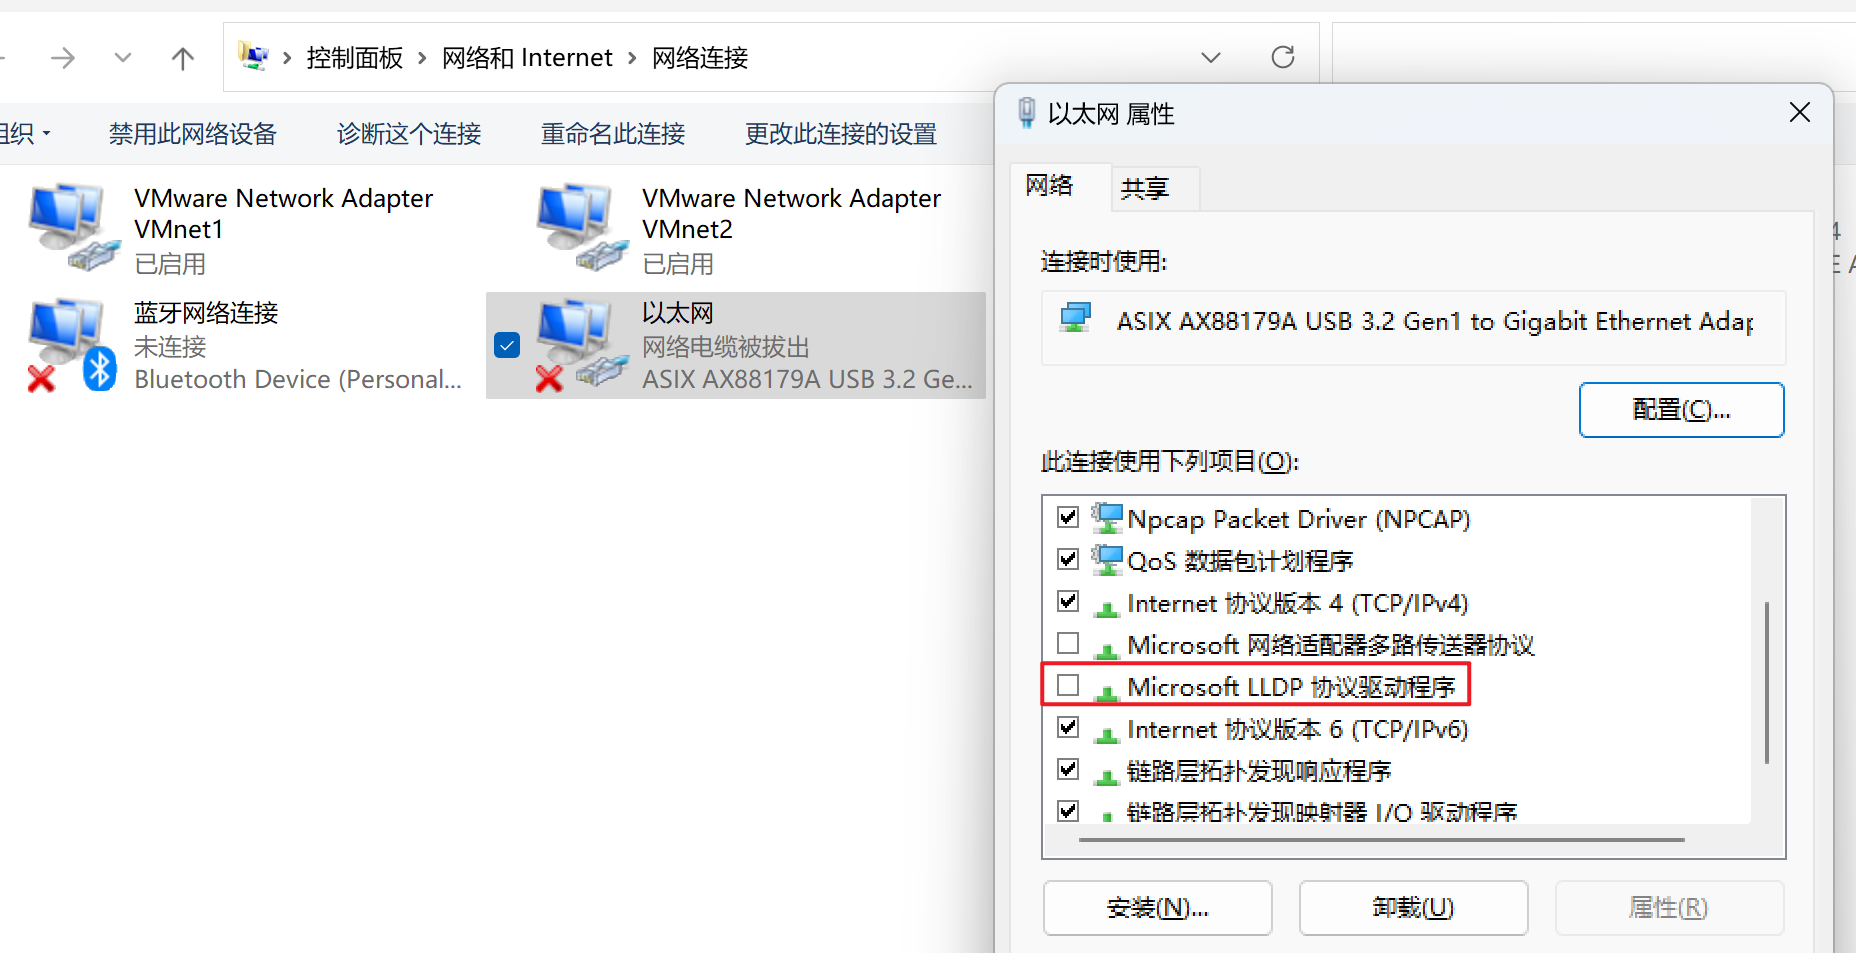 控制面板 › 网络和 Internet › 网络连接
组织
禁用此网络设备
诊断这个连接
重命名此连接
更改此连接的设置
VMware Network Adapter
VMnet1
已启用
VMware Network Adapter
VMnet2
已启用
蓝牙网络连接
未连接
Bluetooth Device (Personal...
以太网
网络电缆被拔出
ASIX AX88179A USB 3.2 Ge...
以太网 属性
网络
共享
连接时使用:
ASIX AX88179A USB 3.2 Gen1 to Gigabit Ethernet Adap
配置(C)...
此连接使用下列项目(O):
Npcap Packet Driver (NPCAP)
QoS 数据包计划程序
Internet 协议版本 4 (TCP/IPv4)
Microsoft 网络适配器多路传送器协议
Microsoft LLDP 协议驱动程序
Internet 协议版本 6 (TCP/IPv6)
链路层拓扑发现响应程序
链路层拓扑发现映射器 I/O 驱动程序
安装(N)...
卸载(U)
属性(R)